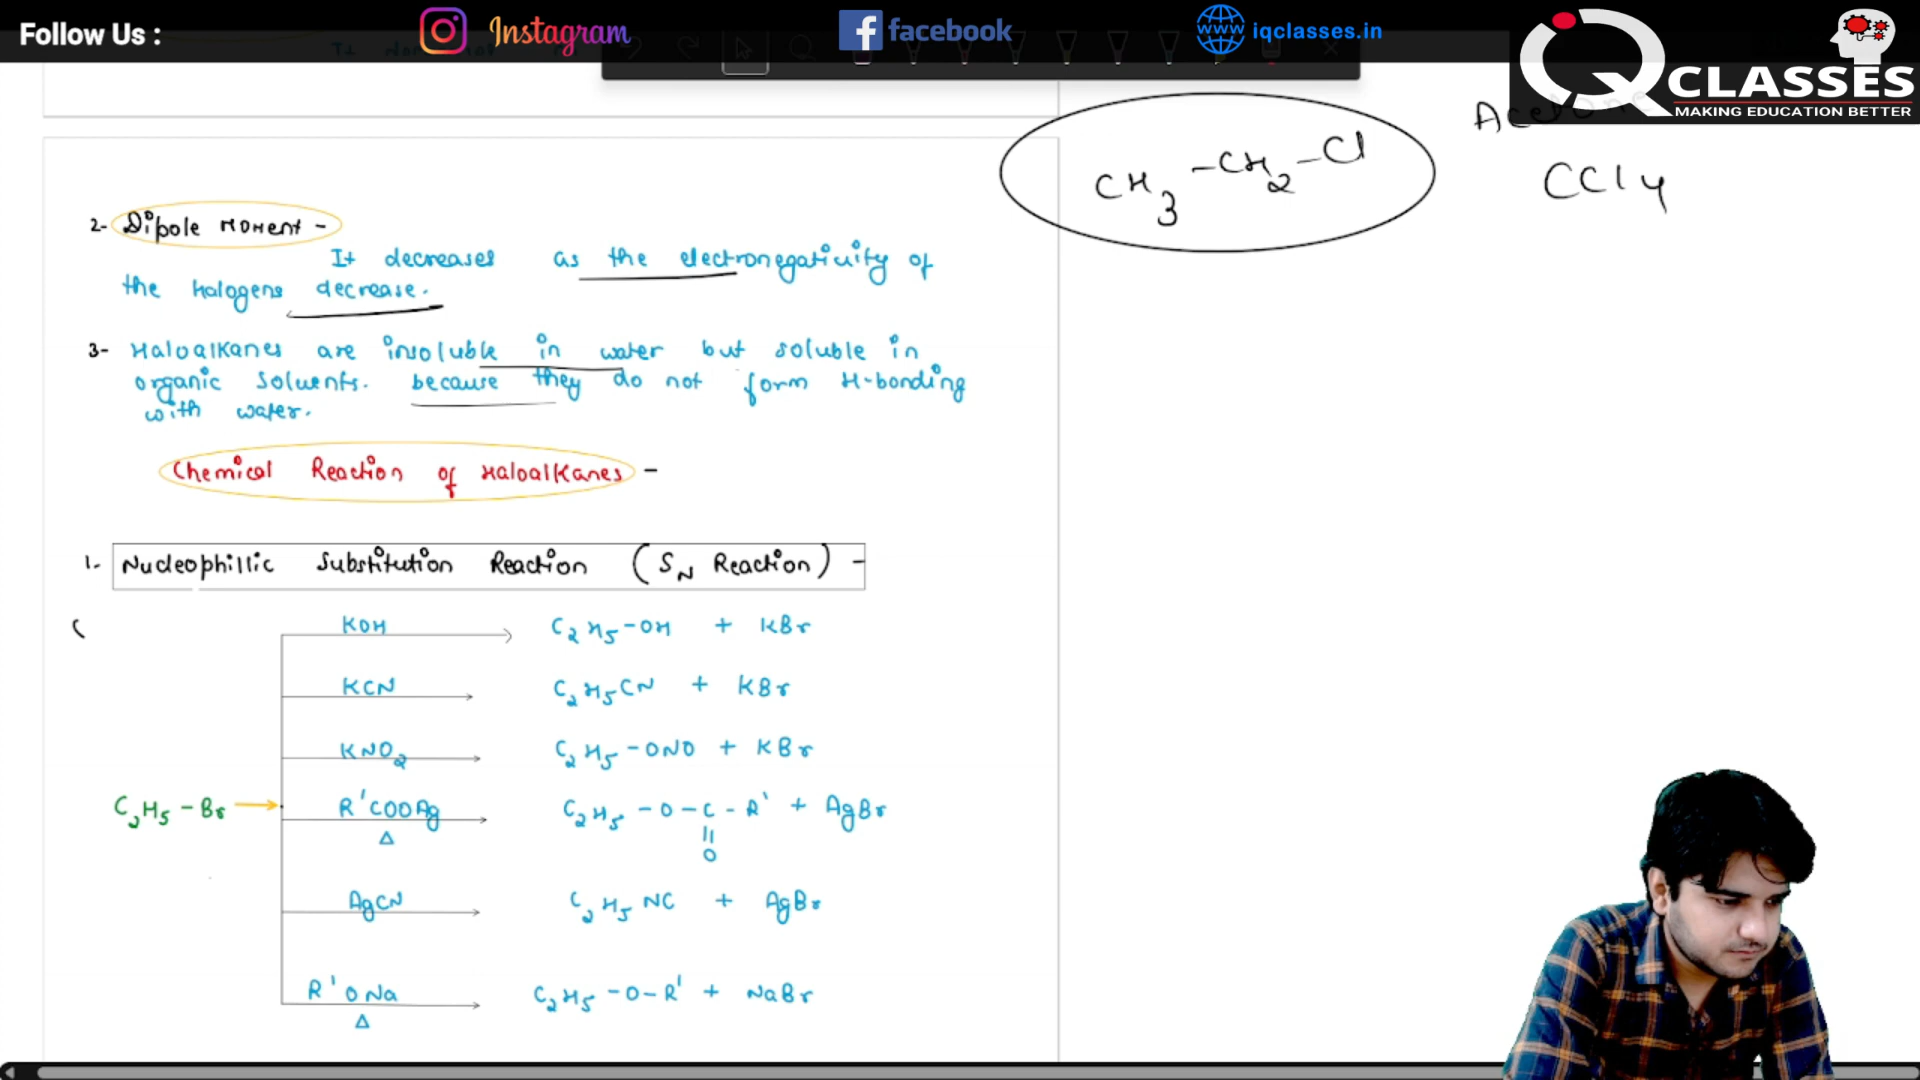 Follow Us :
Instagram
facebook
iqclasses.in
IQ CLASSES
MAKING EDUCATION BETTER
CH3 -CH2 -Cl
CCl4
2- Dipole Moment -
It decreases as the electronegativity of
the halogens decrease.
3- Haloalkanes are insoluble in water but soluble in
organic solvents. because they do not form H-bonding
with water.
Chemical Reaction of Haloalkanes -
1- Nucleophillic Substitution Reaction (SN Reaction) -
KOH C2H5-OH + KBr
KCN C2H5CN + KBr
KNO2 C2H5-ONO + KBr
C2H5-Br R'COOAg C2H5-O-C-R' + AgBr
Δ || 
O
AgCN C2H5NC + AgBr
R'ONa C2H5-O-R' + NaBr
Δ